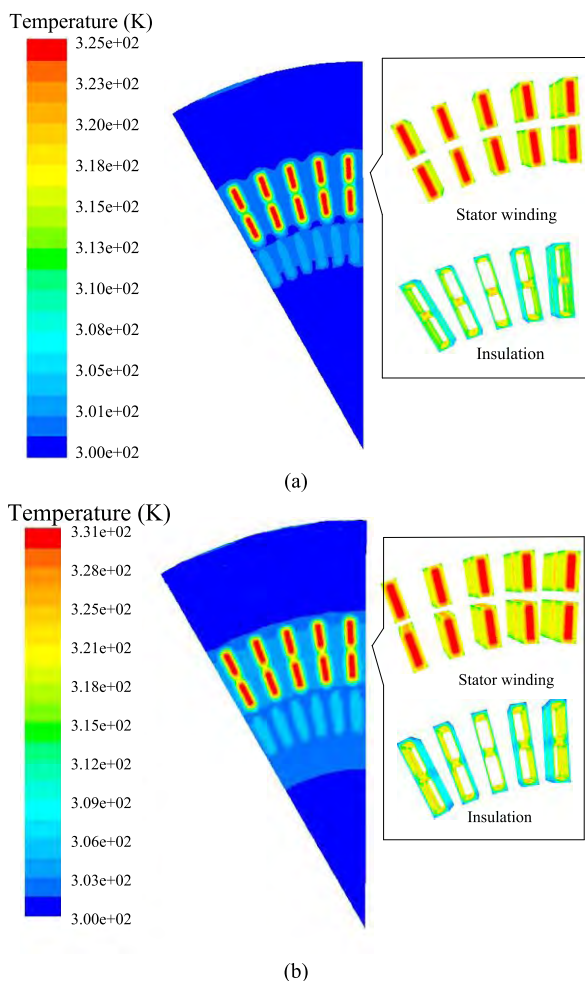 Temperature (K)
3.25e+02
3.23e+02
3.20e+02
3.18e+02
3.15e+02
3.13e+02
3.10e+02
3.08e+02
3.05e+02
3.01e+02
3.00e+02
Stator winding
Insulation
(a)
Temperature (K)
3.31e+02
3.28e+02
3.25e+02
3.21e+02
3.18e+02
3.15e+02
3.12e+02
3.09e+02
3.06e+02
3.03e+02
3.00e+02
Stator winding
Insulation
(b)